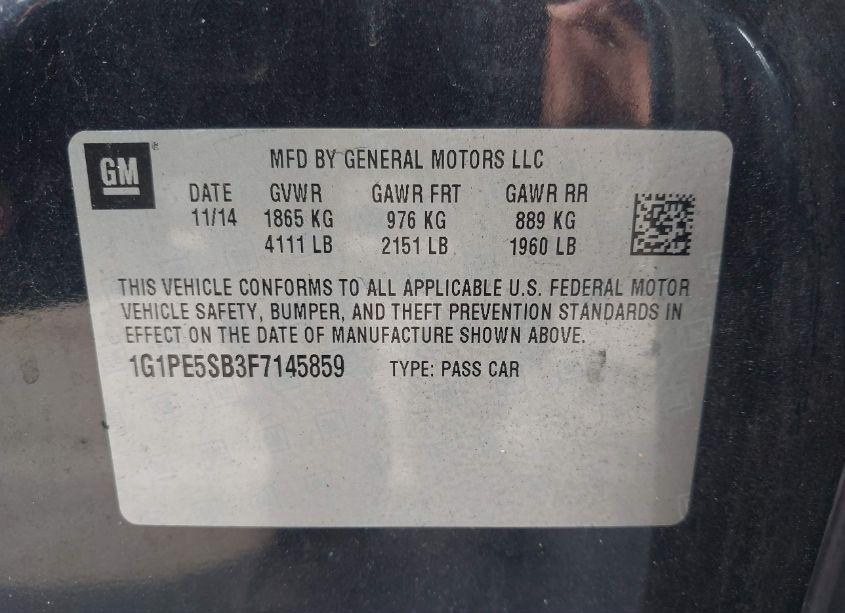 GM
MFD BY GENERAL MOTORS LLC
DATE GVWR GAWR FRT GAWR RR
11/14 1865 KG 976 KG 889 KG
4111 LB 2151 LB 1960 LB
THIS VEHICLE CONFORMS TO ALL APPLICABLE U.S. FEDERAL MOTOR
VEHICLE SAFETY, BUMPER, AND THEFT PREVENTION STANDARDS IN
EFFECT ON THE DATE OF MANUFACTURE SHOWN ABOVE.
1G1PE5SB3F7145859 TYPE: PASS CAR